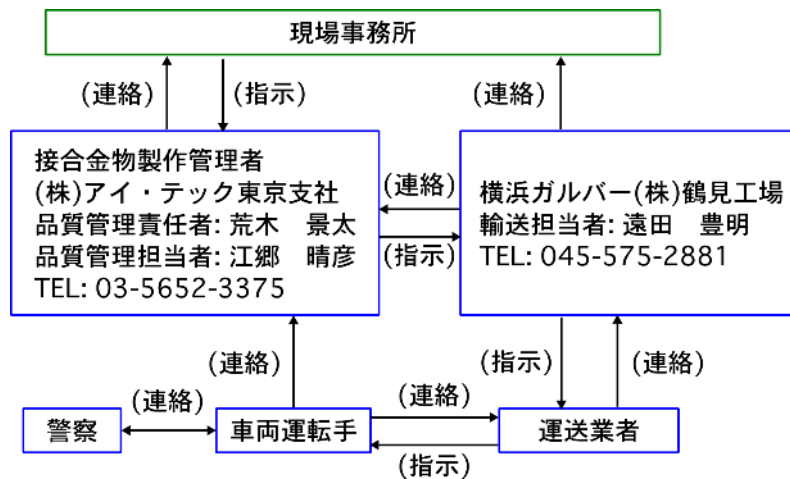 現場事務所
(連絡)
(指示)
(連絡)
接合金物製作管理者
(株)アイ・テック東京支社
品質管理責任者: 荒木　景太
品質管理担当者: 江郷　晴彦
TEL: 03-5652-3375
(連絡)
(指示)
横浜ガルバー(株)鶴見工場
輸送担当者: 遠田　豊明
TEL: 045-575-2881
(連絡)
(指示)
(連絡)
警察
(連絡)
車両運転手
(連絡)
(指示)
運送業者